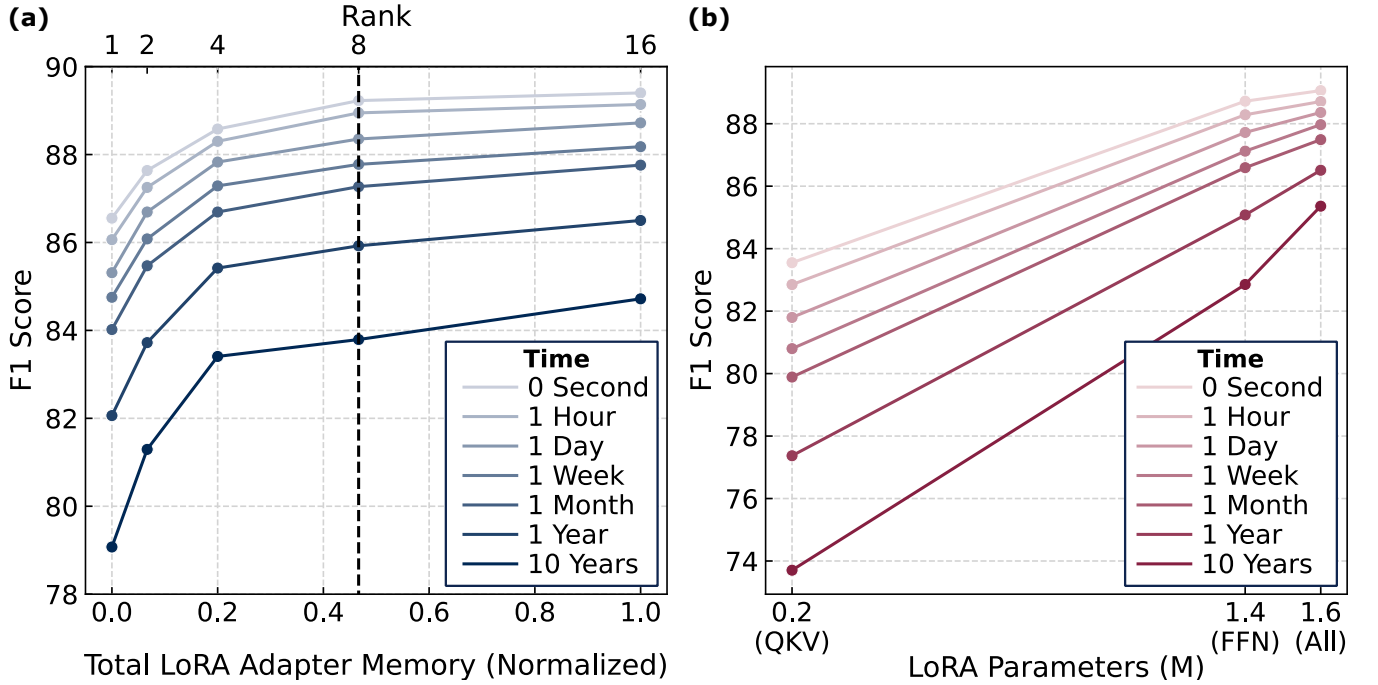 (a)
Rank
1 2 4 8 16
90
88
86
84
82
80
78
F1 Score
Time
0 Second
1 Hour
1 Day
1 Week
1 Month
1 Year
10 Years
0.0 0.2 0.4 0.6 0.8 1.0
Total LoRA Adapter Memory (Normalized)
(b)
88
86
84
82
80
78
76
74
F1 Score
Time
0 Second
1 Hour
1 Day
1 Week
1 Month
1 Year
10 Years
0.2 1.4 1.6
(QKV) (FFN) (All)
LoRA Parameters (M)